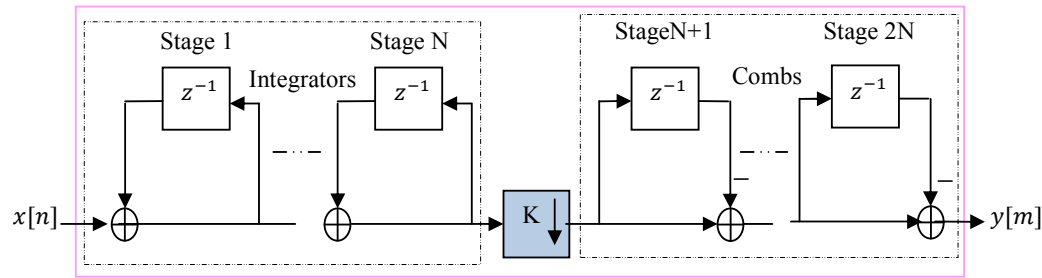 Stage 1
Stage N
StageN+1
Stage 2N
z⁻¹
Integrators
z⁻¹
z⁻¹
Combs
z⁻¹
x[n]
K
y[m]